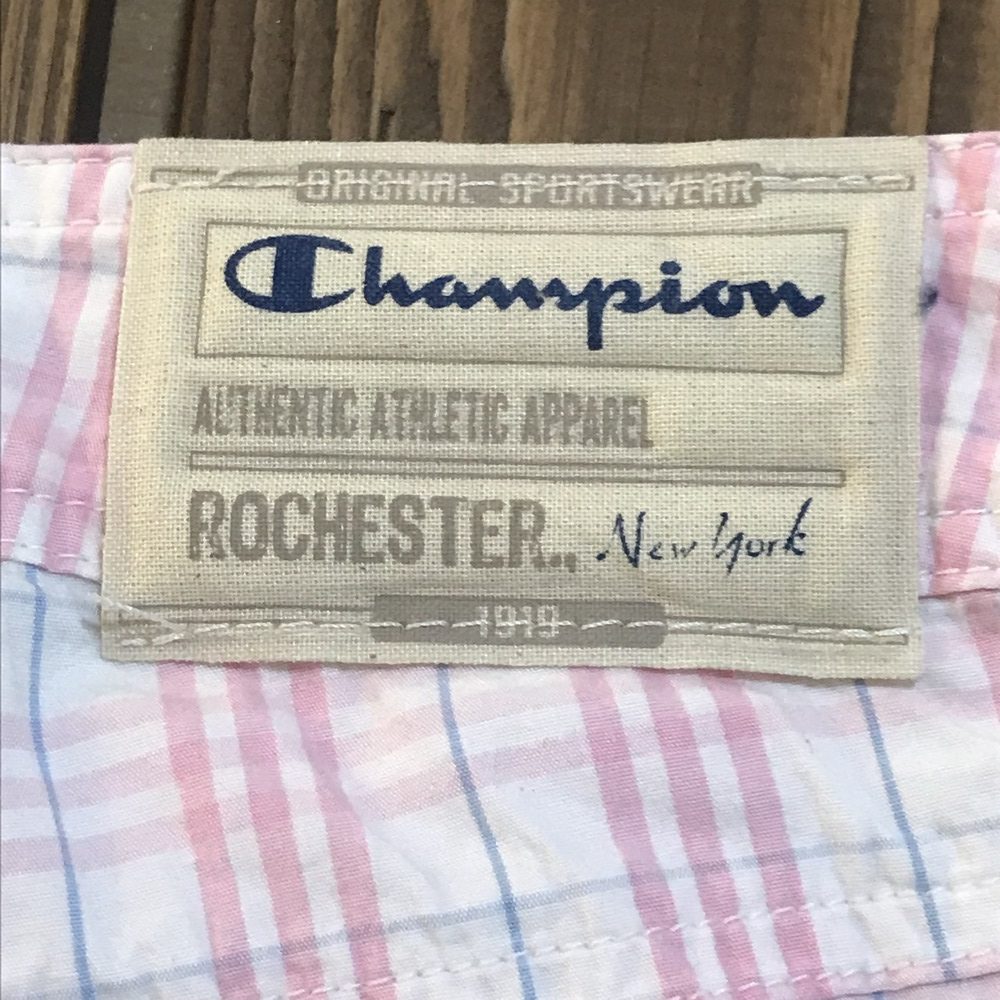 ORIGINAL SPORTSWEAR
Champion
AUTHENTIC ATHLETIC APPAREL
ROCHESTER., New York
1919